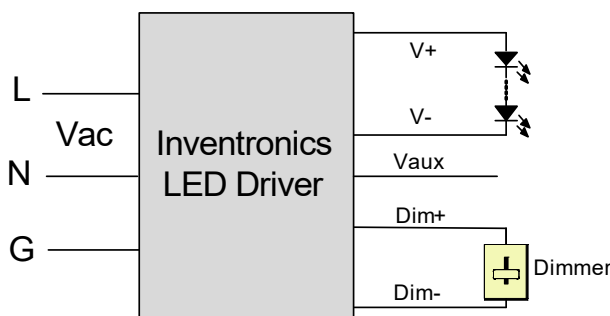 L
Vac
N
G
Inventronics
LED Driver
V+
V-
Vaux
Dim+
Dim-
Dimmer